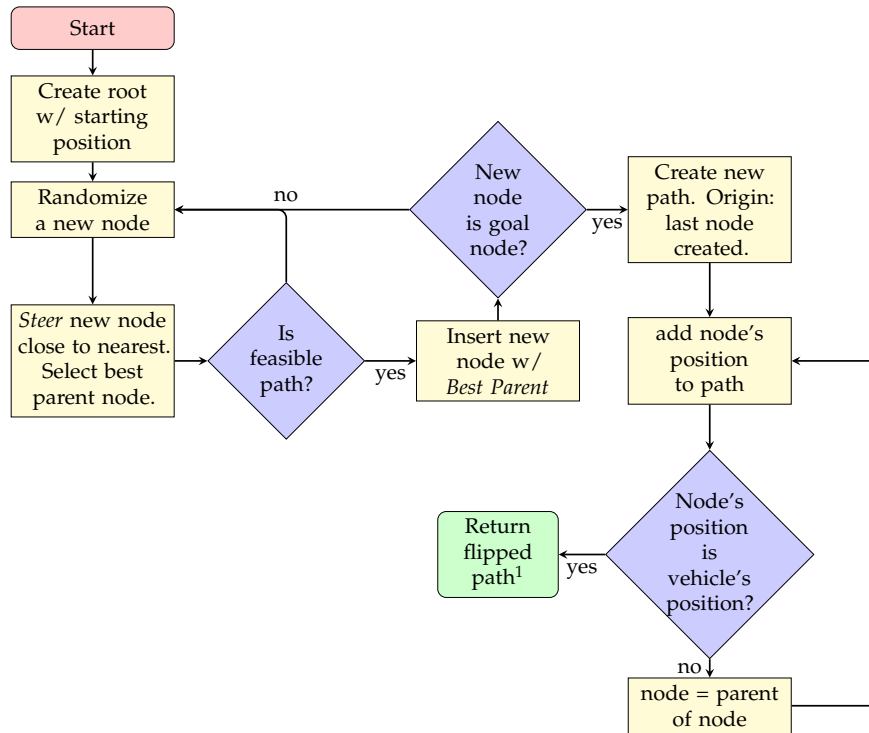 Start
Create root
w/ starting
position
Randomize
a new node
Steer new node
close to nearest.
Select best
parent node.
Is
feasible
path?
yes
Insert new
node w/
Best Parent
New
node
is goal
node?
no
yes
Create new
path. Origin:
last node
created.
add node's
position
to path
Node's
position
is
vehicle's
position?
yes
Return
flipped
path¹
no
node = parent
of node